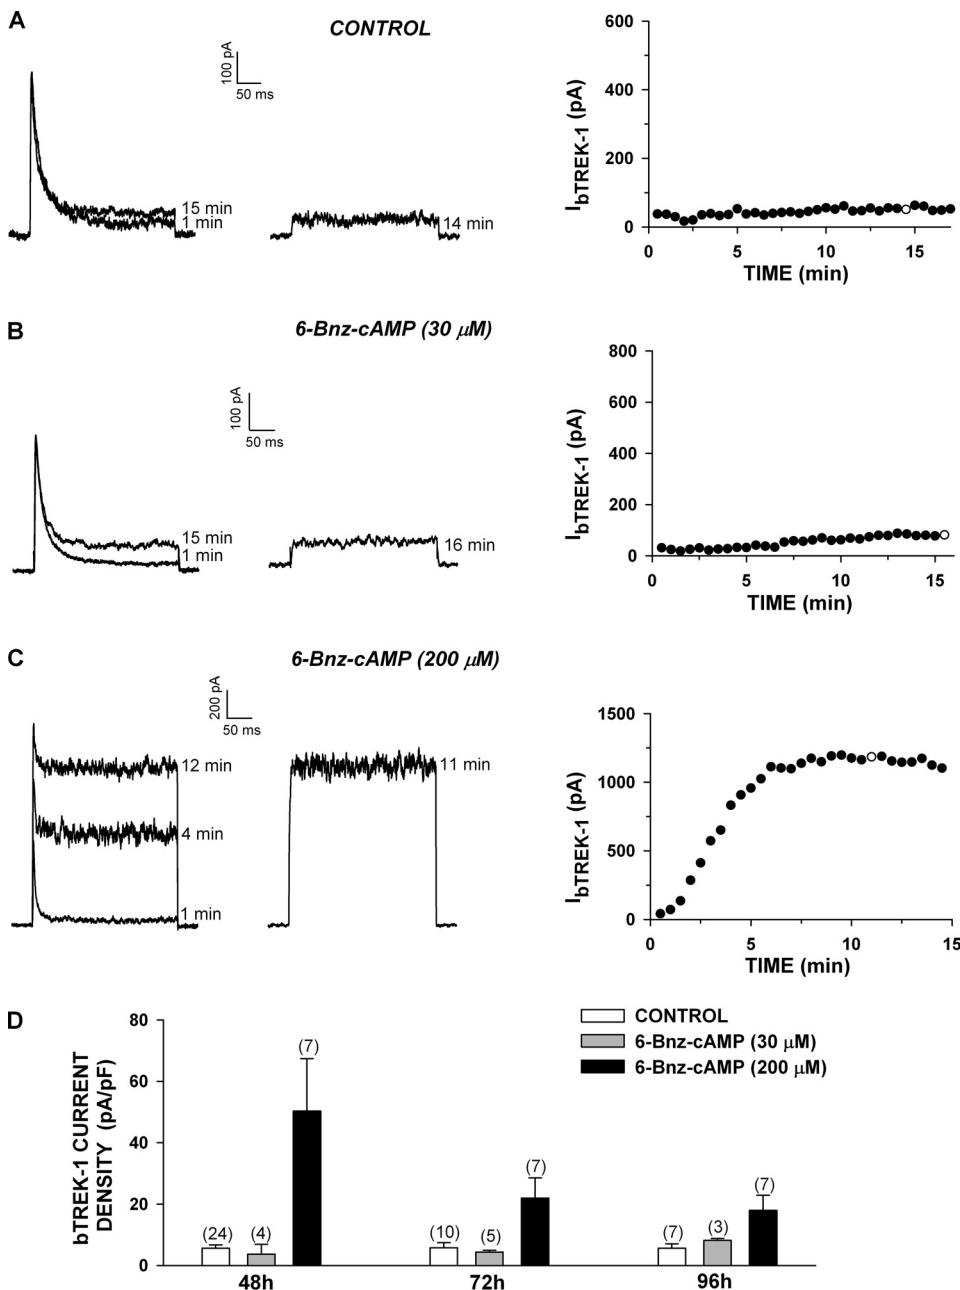 A
CONTROL
100 pA
50 ms
15 min
1 min
14 min
600
400
200
0
5
10
15
IbTREK-1 (pA)
TIME (min)
B
6-Bnz-cAMP (30 μM)
100 pA
50 ms
15 min
1 min
16 min
800
600
400
200
0
0
5
10
15
IbTREK-1 (pA)
TIME (min)
C
6-Bnz-cAMP (200 μM)
200 pA
50 ms
12 min
4 min
1 min
11 min
1500
1000
500
0
0
5
10
15
IbTREK-1 (pA)
TIME (min)
D
CONTROL
6-Bnz-cAMP (30 μM)
6-Bnz-cAMP (200 μM)
bTREK-1 CURRENT
DENSITY (pA/pF)
80
60
40
20
0
(24)
(4)
(7)
(10)
(5)
(7)
(7)
(3)
(7)
48h
72h
96h